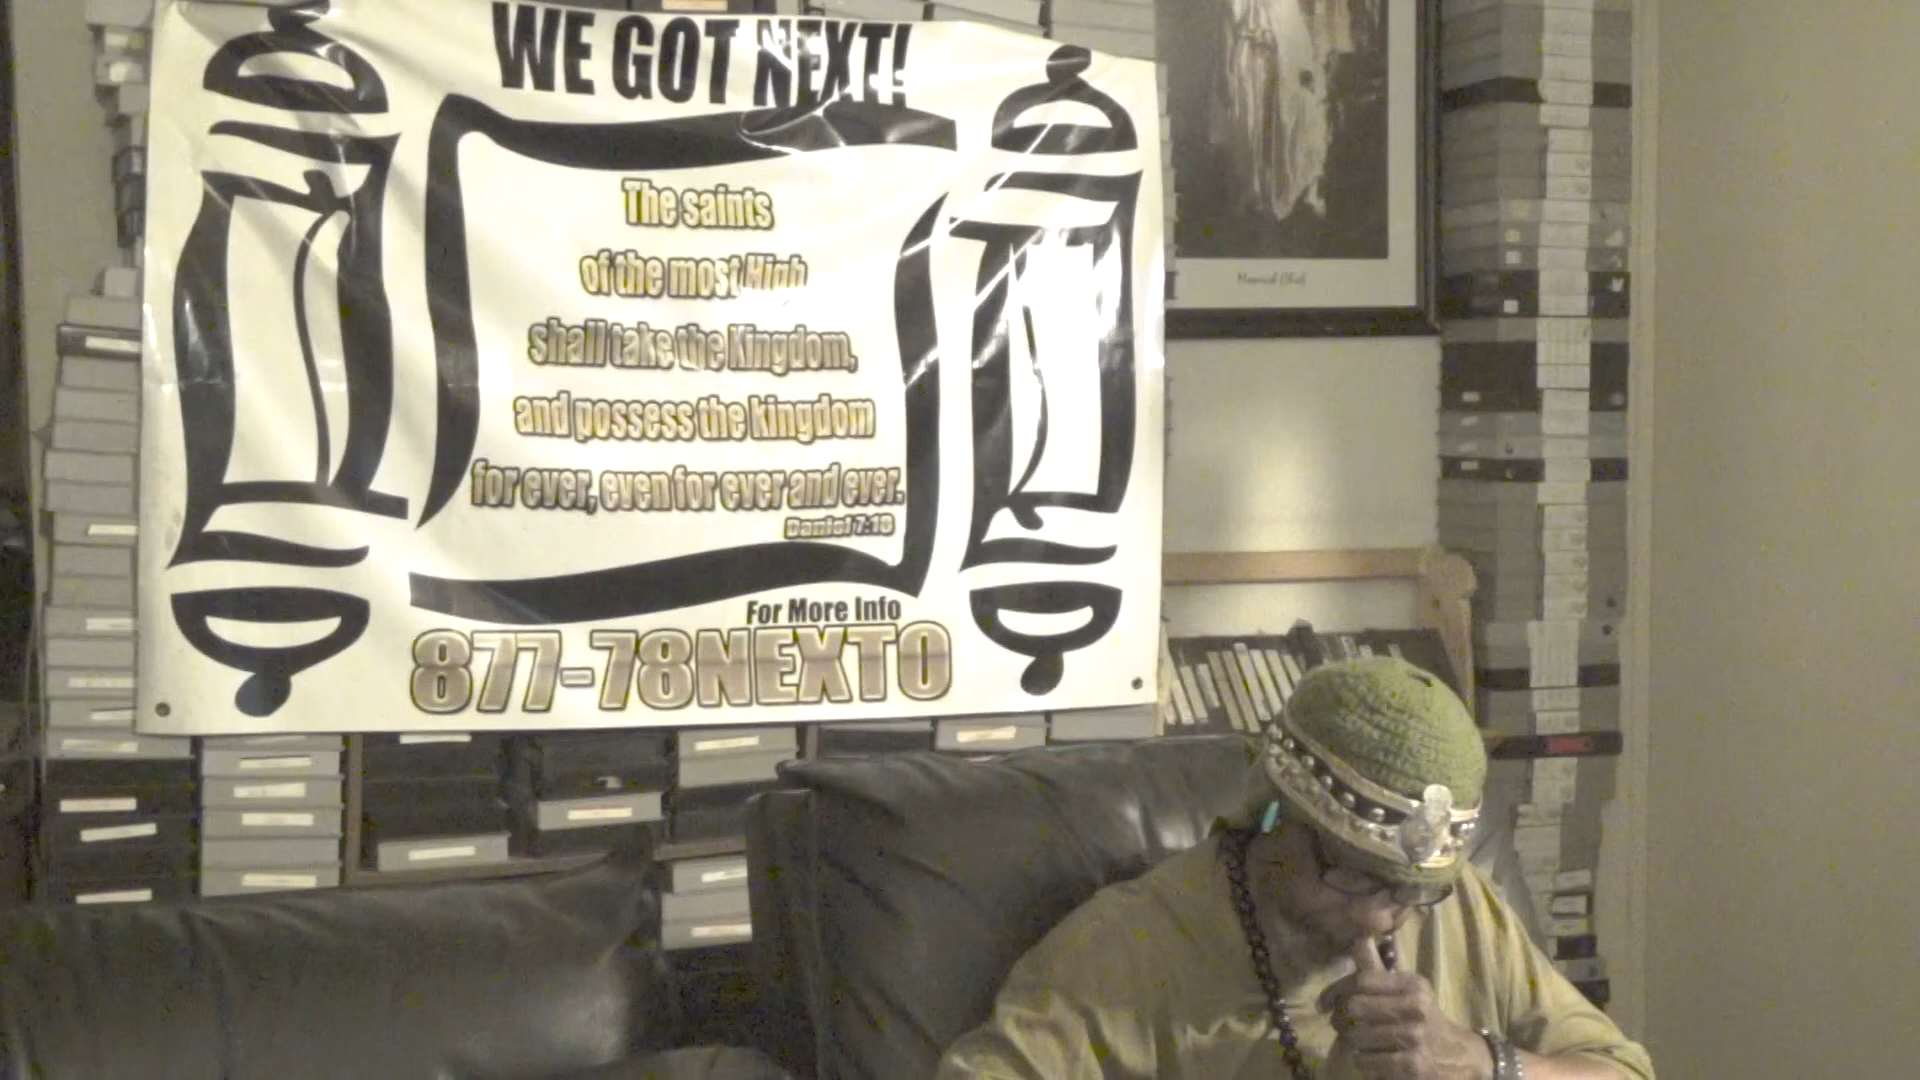 WE GOT NEXT!
The saints
of the most High
shall take the Kingdom,
and possess the kingdom
for ever, even for ever and ever.
Daniel 7:18
For More Info
877-78NEXT0